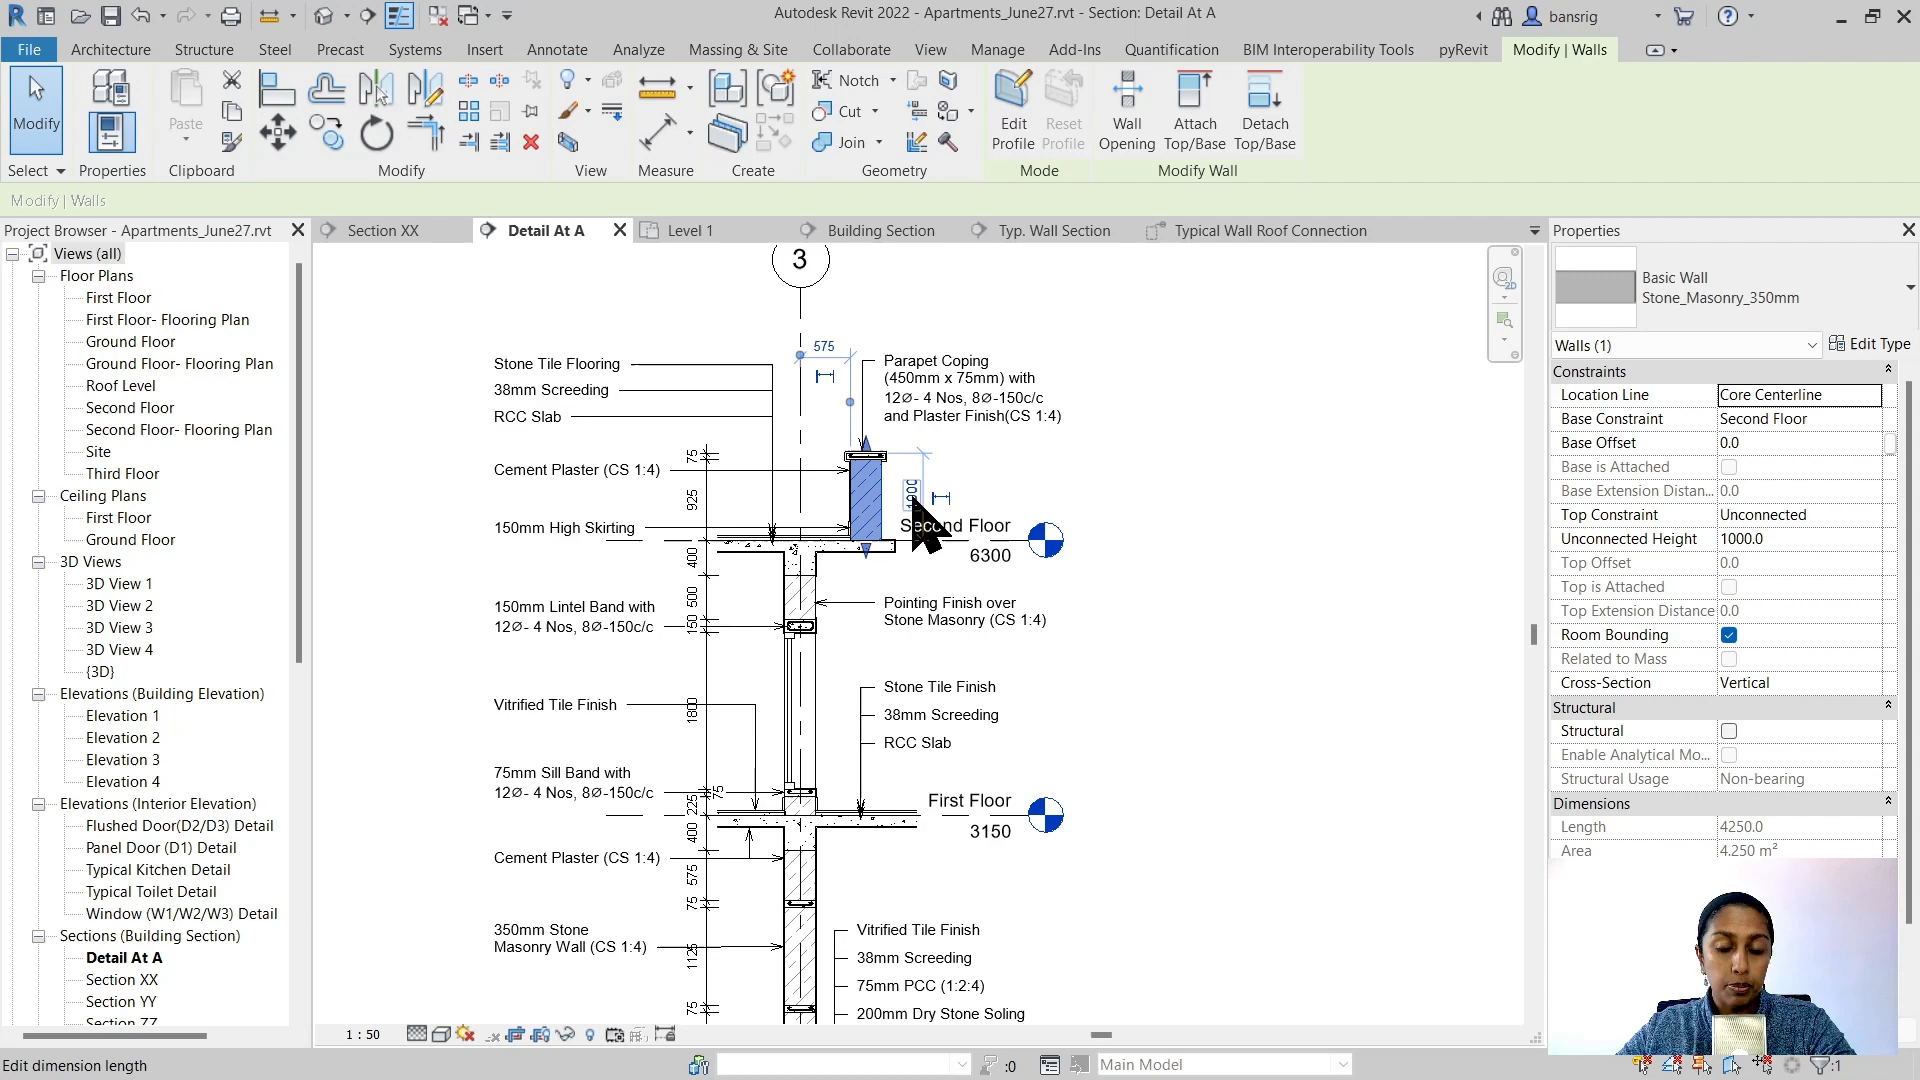 Autodesk Revit 2022 - Apartments_June27.rvt - Section: Detail At A
bansrig
File
Architecture
Structure
Steel
Precast
Systems
Insert
Annotate
Analyze
Massing & Site
Collaborate
View
Manage
Add-Ins
Quantification
BIM Interoperability Tools
pyRevit
Modify | Walls
Modify
Paste
Notch
Cut
Join
Edit
Profile
Reset
Profile
Wall
Opening
Attach
Top/Base
Detach
Top/Base
Select
Properties
Clipboard
Modify
View
Measure
Create
Geometry
Mode
Modify Wall
Modify | Walls
Project Browser - Apartments_June27.rvt
Views (all)
Floor Plans
First Floor
First Floor- Flooring Plan
Ground Floor
Ground Floor- Flooring Plan
Roof Level
Second Floor
Second Floor- Flooring Plan
Site
Third Floor
Ceiling Plans
First Floor
Ground Floor
3D Views
3D View 1
3D View 2
3D View 3
3D View 4
{3D}
Elevations (Building Elevation)
Elevation 1
Elevation 2
Elevation 3
Elevation 4
Elevations (Interior Elevation)
Flushed Door(D2/D3) Detail
Panel Door (D1) Detail
Typical Kitchen Detail
Typical Toilet Detail
Window (W1/W2/W3) Detail
Sections (Building Section)
Detail At A
Section XX
Section YY
Section ZZ
Section XX
Detail At A
Level 1
Building Section
Typ. Wall Section
Typical Wall Roof Connection
3
575
Stone Tile Flooring
38mm Screeding
RCC Slab
Parapet Coping
(450mm x 75mm) with
12∅- 4 Nos, 8∅-150c/c
and Plaster Finish(CS 1:4)
Cement Plaster (CS 1:4)
75
925
1000
150mm High Skirting
Second Floor
6300
400
500
150
150mm Lintel Band with
12∅- 4 Nos, 8∅-150c/c
Pointing Finish over
Stone Masonry (CS 1:4)
Vitrified Tile Finish
1800
Stone Tile Finish
38mm Screeding
RCC Slab
75mm Sill Band with
12∅- 4 Nos, 8∅-150c/c
75
225
First Floor
3150
400
Cement Plaster (CS 1:4)
575
75
350mm Stone
Masonry Wall (CS 1:4)
1125
75
Vitrified Tile Finish
38mm Screeding
75mm PCC (1:2:4)
200mm Dry Stone Soling
2D
Properties
Basic Wall
Stone_Masonry_350mm
Walls (1)
Edit Type
Constraints
Location Line Core Centerline
Base Constraint Second Floor
Base Offset 0.0
Base is Attached
Base Extension Distan... 0.0
Top Constraint Unconnected
Unconnected Height 1000.0
Top Offset 0.0
Top is Attached
Top Extension Distance 0.0
Room Bounding
Related to Mass
Cross-Section Vertical
Structural
Structural
Enable Analytical Mo...
Structural Usage Non-bearing
Dimensions
Length 4250.0
Area 4.250 m²
1 : 50
Edit dimension length
:0
Main Model
:1